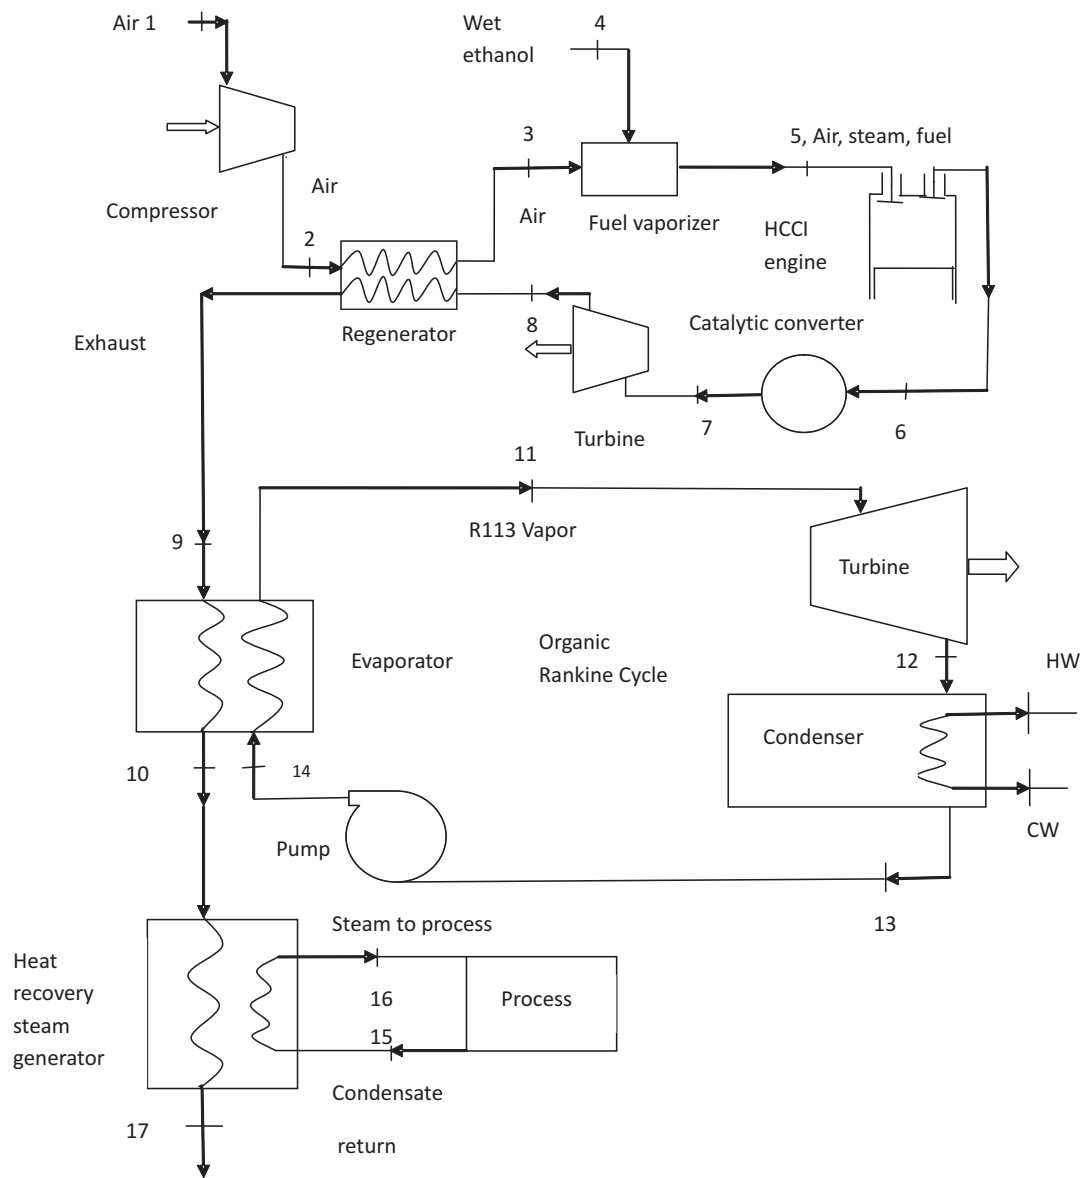 Air 1
Wet
ethanol
4
3
5, Air, steam, fuel
Air
Compressor
Air
Fuel vaporizer
HCCI
engine
2
Exhaust
Regenerator
8
Catalytic converter
Turbine
7
6
11
R113 Vapor
9
Turbine
Evaporator
Organic
Rankine Cycle
12
HW
Condenser
10
14
CW
Pump
13
Steam to process
Heat
recovery
steam
generator
16
Process
15
Condensate
return
17